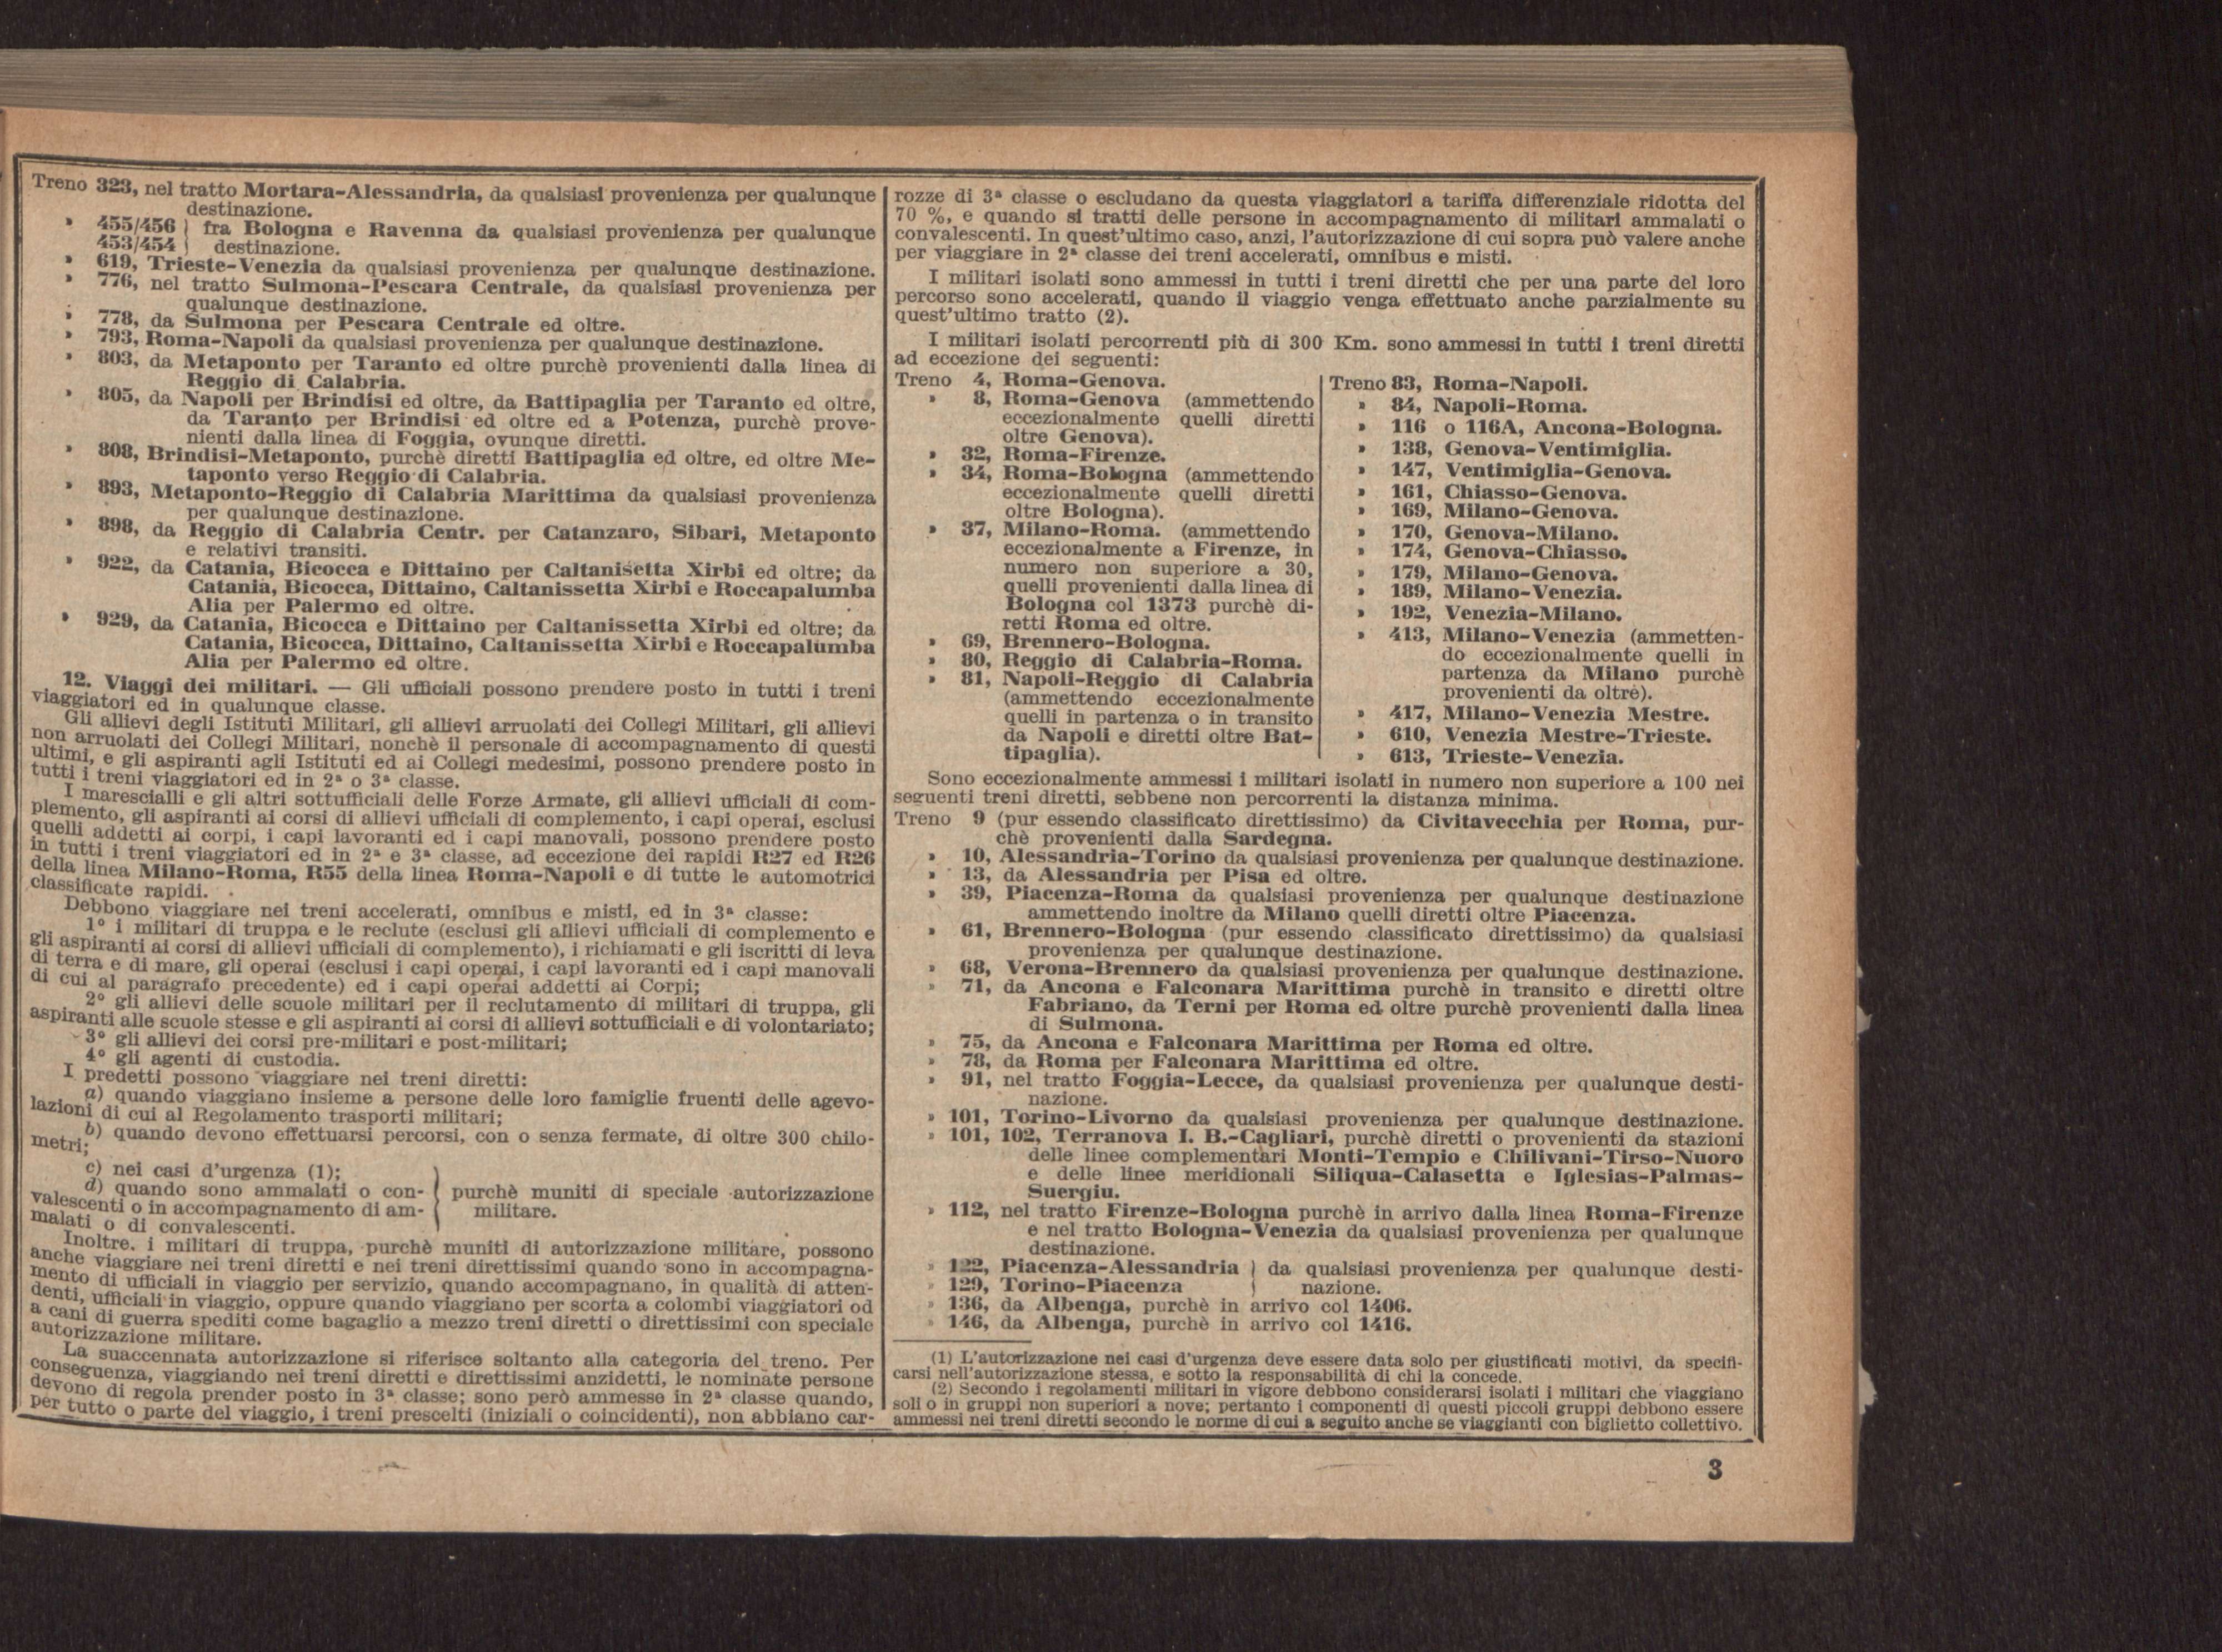 Treno 323, nel tratto Mortara-Alessandria, da qualsiasi provenienza per qualunque
destinazione.
» 455/456 } fra Bologna e Ravenna da qualsiasi provenienza per qualunque
453/454 } destinazione.
» 619, Trieste-Venezia da qualsiasi provenienza per qualunque destinazione.
» 776, nel tratto Sulmona-Pescara Centrale, da qualsiasi provenienza per
qualunque destinazione.
» 778, da Sulmona per Pescara Centrale ed oltre.
» 793, Roma-Napoli da qualsiasi provenienza per qualunque destinazione.
» 803, da Metaponto per Taranto ed oltre purchè provenienti dalla linea di
Reggio di Calabria.
» 805, da Napoli per Brindisi ed oltre, da Battipaglia per Taranto ed oltre,
da Taranto per Brindisi ed oltre ed a Potenza, purchè prove-
nienti dalla linea di Foggia, ovunque diretti.
» 808, Brindisi-Metaponto, purchè diretti Battipaglia ed oltre, ed oltre Me-
taponto verso Reggio di Calabria.
» 893, Metaponto-Reggio di Calabria Marittima da qualsiasi provenienza
per qualunque destinazione.
» 898, da Reggio di Calabria Centr. per Catanzaro, Sibari, Metaponto
e relativi transiti.
» 922, da Catania, Bicocca e Dittaino per Caltanisetta Xirbi ed oltre; da
Catania, Bicocca, Dittaino, Caltanissetta Xirbi e Roccapalumba
Alia per Palermo ed oltre.
» 929, da Catania, Bicocca e Dittaino per Caltanissetta Xirbi ed oltre; da
Catania, Bicocca, Dittaino, Caltanissetta Xirbi e Roccapalumba
Alia per Palermo ed oltre.
12. Viaggi dei militari. — Gli ufficiali possono prendere posto in tutti i treni
viaggiatori ed in qualunque classe.
Gli allievi degli Istituti Militari, gli allievi arruolati dei Collegi Militari, gli allievi
non arruolati dei Collegi Militari, nonchè il personale di accompagnamento di questi
ultimi, e gli aspiranti agli Istituti ed ai Collegi medesimi, possono prendere posto in
tutti i treni viaggiatori ed in 2ª o 3ª classe.
I marescialli e gli altri sottufficiali delle Forze Armate, gli allievi ufficiali di com-
plemento, gli aspiranti ai corsi di allievi ufficiali di complemento, i capi operai, esclusi
quelli addetti ai corpi, i capi lavoranti ed i capi manovali, possono prendere posto
in tutti i treni viaggiatori ed in 2ª e 3ª classe, ad eccezione dei rapidi R27 ed R26
della linea Milano-Roma, R55 della linea Roma-Napoli e di tutte le automotrici
classificate rapidi.
Debbono viaggiare nei treni accelerati, omnibus e misti, ed in 3ª classe:
1° i militari di truppa e le reclute (esclusi gli allievi ufficiali di complemento e
gli aspiranti ai corsi di allievi ufficiali di complemento), i richiamati e gli iscritti di leva
di terra e di mare, gli operai (esclusi i capi operai, i capi lavoranti ed i capi manovali
di cui al paragrafo precedente) ed i capi operai addetti ai Corpi;
2° gli allievi delle scuole militari per il reclutamento di militari di truppa, gli
aspiranti alle scuole stesse e gli aspiranti ai corsi di allievi sottufficiali e di volontariato;
3° gli allievi dei corsi pre-militari e post-militari;
4° gli agenti di custodia.
I predetti possono viaggiare nei treni diretti:
a) quando viaggiano insieme a persone delle loro famiglie fruenti delle agevo-
lazioni di cui al Regolamento trasporti militari;
b) quando devono effettuarsi percorsi, con o senza fermate, di oltre 300 chilo-
metri;
c) nei casi d'urgenza (1);
d) quando sono ammalati o con- } purchè muniti di speciale autorizzazione
valescenti o in accompagnamento di am- } militare.
malati o di convalescenti.
Inoltre. i militari di truppa, purchè muniti di autorizzazione militare, possono
anche viaggiare nei treni diretti e nei treni direttissimi quando sono in accompagna-
mento di ufficiali in viaggio per servizio, quando accompagnano, in qualità di atten-
denti, ufficiali in viaggio, oppure quando viaggiano per scorta a colombi viaggiatori od
a cani di guerra spediti come bagaglio a mezzo treni diretti o direttissimi con speciale
autorizzazione militare.
La suaccennata autorizzazione si riferisce soltanto alla categoria del treno. Per
conseguenza, viaggiando nei treni diretti e direttissimi anzidetti, le nominate persone
devono di regola prender posto in 3ª classe; sono però ammesse in 2ª classe quando,
per tutto o parte del viaggio, i treni prescelti (iniziali o coincidenti), non abbiano car-
rozze di 3ª classe o escludano da questa viaggiatori a tariffa differenziale ridotta del
70 %, e quando si tratti delle persone in accompagnamento di militari ammalati o
convalescenti. In quest'ultimo caso, anzi, l'autorizzazione di cui sopra può valere anche
per viaggiare in 2ª classe dei treni accelerati, omnibus e misti.
I militari isolati sono ammessi in tutti i treni diretti che per una parte del loro
percorso sono accelerati, quando il viaggio venga effettuato anche parzialmente su
quest'ultimo tratto (2).
I militari isolati percorrenti più di 300 Km. sono ammessi in tutti i treni diretti
ad eccezione dei seguenti:
Treno 4, Roma-Genova.
» 8, Roma-Genova (ammettendo
eccezionalmente quelli diretti
oltre Genova).
» 32, Roma-Firenze.
» 34, Roma-Bologna (ammettendo
eccezionalmente quelli diretti
oltre Bologna).
» 37, Milano-Roma. (ammettendo
eccezionalmente a Firenze, in
numero non superiore a 30,
quelli provenienti dalla linea di
Bologna col 1373 purchè di-
retti Roma ed oltre.
» 69, Brennero-Bologna.
» 80, Reggio di Calabria-Roma.
» 81, Napoli-Reggio di Calabria
(ammettendo eccezionalmente
quelli in partenza o in transito
da Napoli e diretti oltre Bat-
tipaglia).
Treno 83, Roma-Napoli.
» 84, Napoli-Roma.
» 116 o 116A, Ancona-Bologna.
» 138, Genova-Ventimiglia.
» 147, Ventimiglia-Genova.
» 161, Chiasso-Genova.
» 169, Milano-Genova.
» 170, Genova-Milano.
» 174, Genova-Chiasso.
» 179, Milano-Genova.
» 189, Milano-Venezia.
» 192, Venezia-Milano.
» 413, Milano-Venezia (ammetten-
do eccezionalmente quelli in
partenza da Milano purchè
provenienti da oltre).
» 417, Milano-Venezia Mestre.
» 610, Venezia Mestre-Trieste.
» 613, Trieste-Venezia.
Sono eccezionalmente ammessi i militari isolati in numero non superiore a 100 nei
seguenti treni diretti, sebbene non percorrenti la distanza minima.
Treno 9 (pur essendo classificato direttissimo) da Civitavecchia per Roma, pur-
chè provenienti dalla Sardegna.
» 10, Alessandria-Torino da qualsiasi provenienza per qualunque destinazione.
» 13, da Alessandria per Pisa ed oltre.
» 39, Piacenza-Roma da qualsiasi provenienza per qualunque destinazione
ammettendo inoltre da Milano quelli diretti oltre Piacenza.
» 61, Brennero-Bologna (pur essendo classificato direttissimo) da qualsiasi
provenienza per qualunque destinazione.
» 68, Verona-Brennero da qualsiasi provenienza per qualunque destinazione.
» 71, da Ancona e Falconara Marittima purchè in transito e diretti oltre
Fabriano, da Terni per Roma ed oltre purchè provenienti dalla linea
di Sulmona.
» 75, da Ancona e Falconara Marittima per Roma ed oltre.
» 78, da Roma per Falconara Marittima ed oltre.
» 91, nel tratto Foggia-Lecce, da qualsiasi provenienza per qualunque desti-
nazione.
» 101, Torino-Livorno da qualsiasi provenienza per qualunque destinazione.
» 101, 102, Terranova I. B.-Cagliari, purchè diretti o provenienti da stazioni
delle linee complementari Monti-Tempio e Chilivani-Tirso-Nuoro
e delle linee meridionali Siliqua-Calasetta e Iglesias-Palmas-
Suergiu.
» 112, nel tratto Firenze-Bologna purchè in arrivo dalla linea Roma-Firenze
e nel tratto Bologna-Venezia da qualsiasi provenienza per qualunque
destinazione.
» 122, Piacenza-Alessandria } da qualsiasi provenienza per qualunque desti-
» 129, Torino-Piacenza } nazione.
» 136, da Albenga, purchè in arrivo col 1406.
» 146, da Albenga, purchè in arrivo col 1416.
(1) L'autorizzazione nei casi d'urgenza deve essere data solo per giustificati motivi, da specifi-
carsi nell'autorizzazione stessa, e sotto la responsabilità di chi la concede.
(2) Secondo i regolamenti militari in vigore debbono considerarsi isolati i militari che viaggiano
soli o in gruppi non superiori a nove; pertanto i componenti di questi piccoli gruppi debbono essere
ammessi nei treni diretti secondo le norme di cui a seguito anche se viaggianti con biglietto collettivo.
3